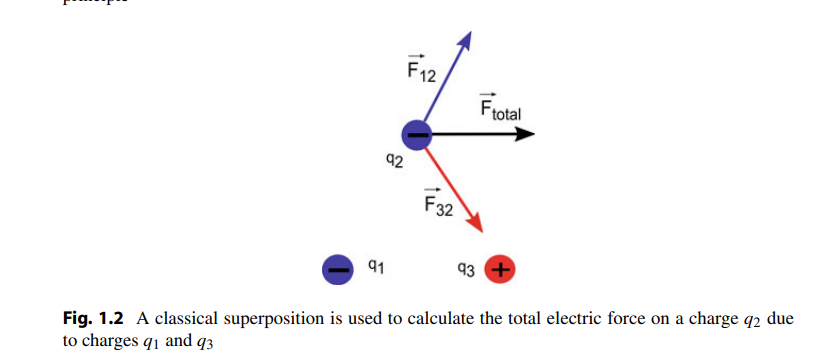 F12
Ftotal
q2
F32
q1
q3
Fig. 1.2 A classical superposition is used to calculate the total electric force on a charge q2 due
to charges q1 and q3